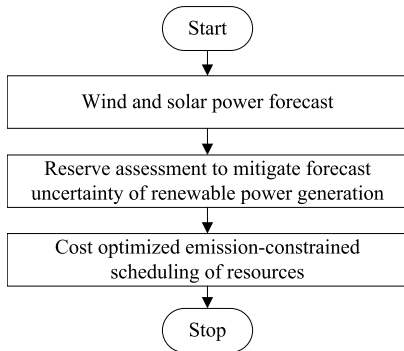 Start
Wind and solar power forecast
Reserve assessment to mitigate forecast
uncertainty of renewable power generation
Cost optimized emission-constrained
scheduling of resources
Stop